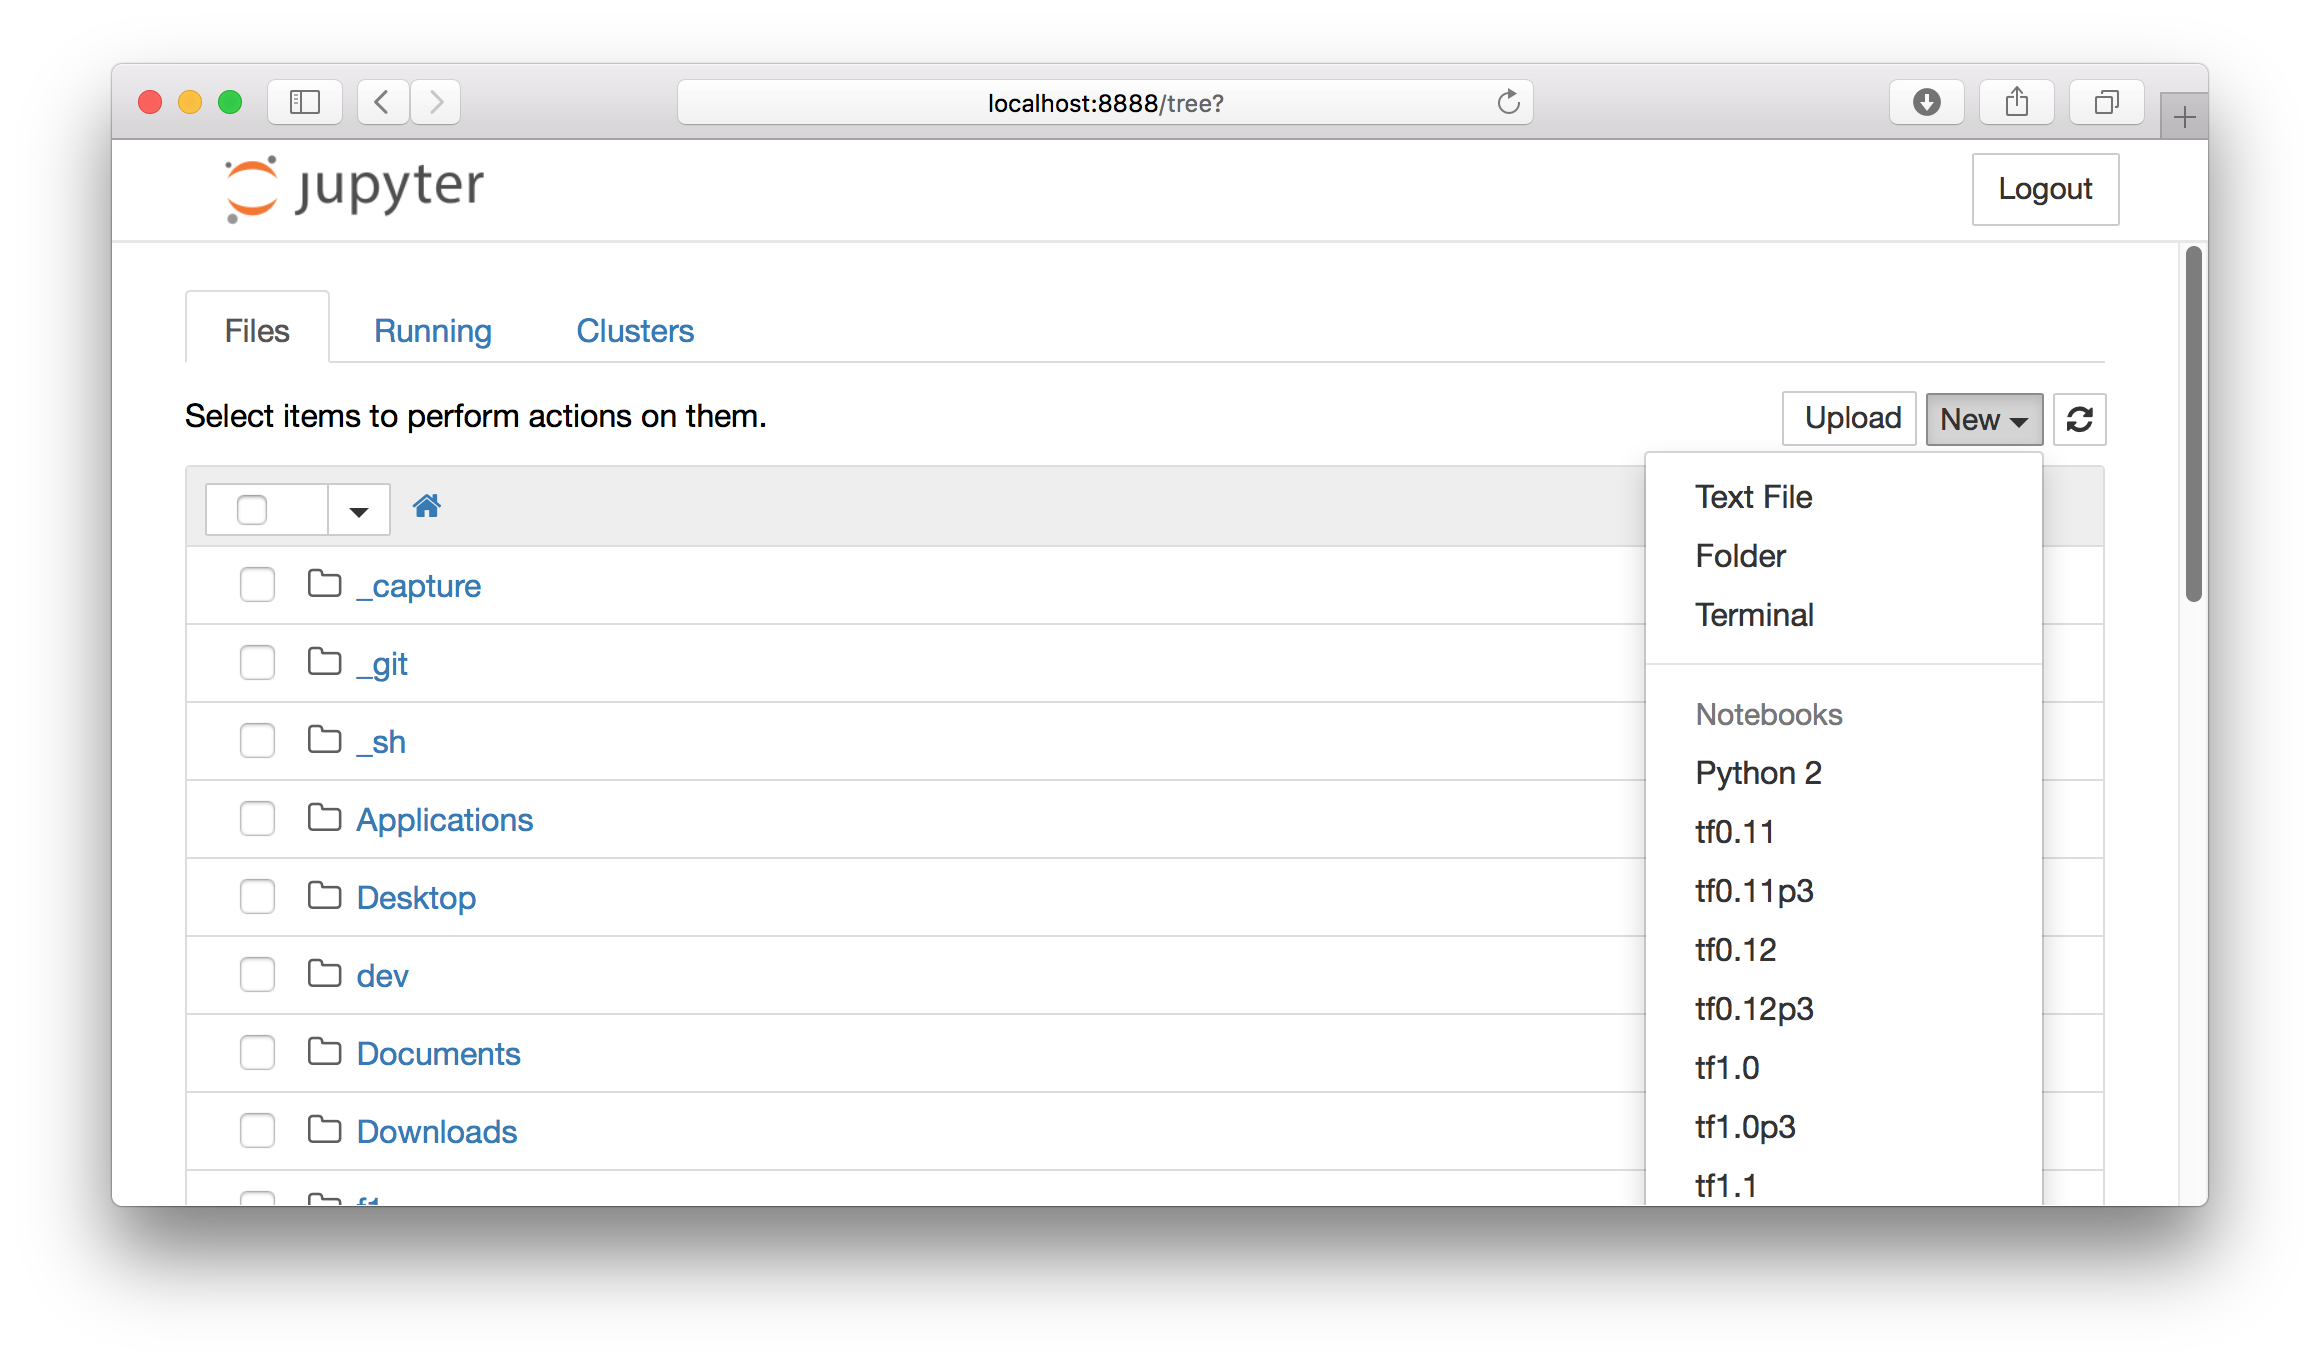 localhost:8888/tree?
jupyter
Logout
Files Running Clusters
Select items to perform actions on them.
Upload New
Text File
Folder
Terminal
Notebooks
Python 2
tf0.11
tf0.11p3
tf0.12
tf0.12p3
tf1.0
tf1.0p3
tf1.1
_capture
_git
_sh
Applications
Desktop
dev
Documents
Downloads